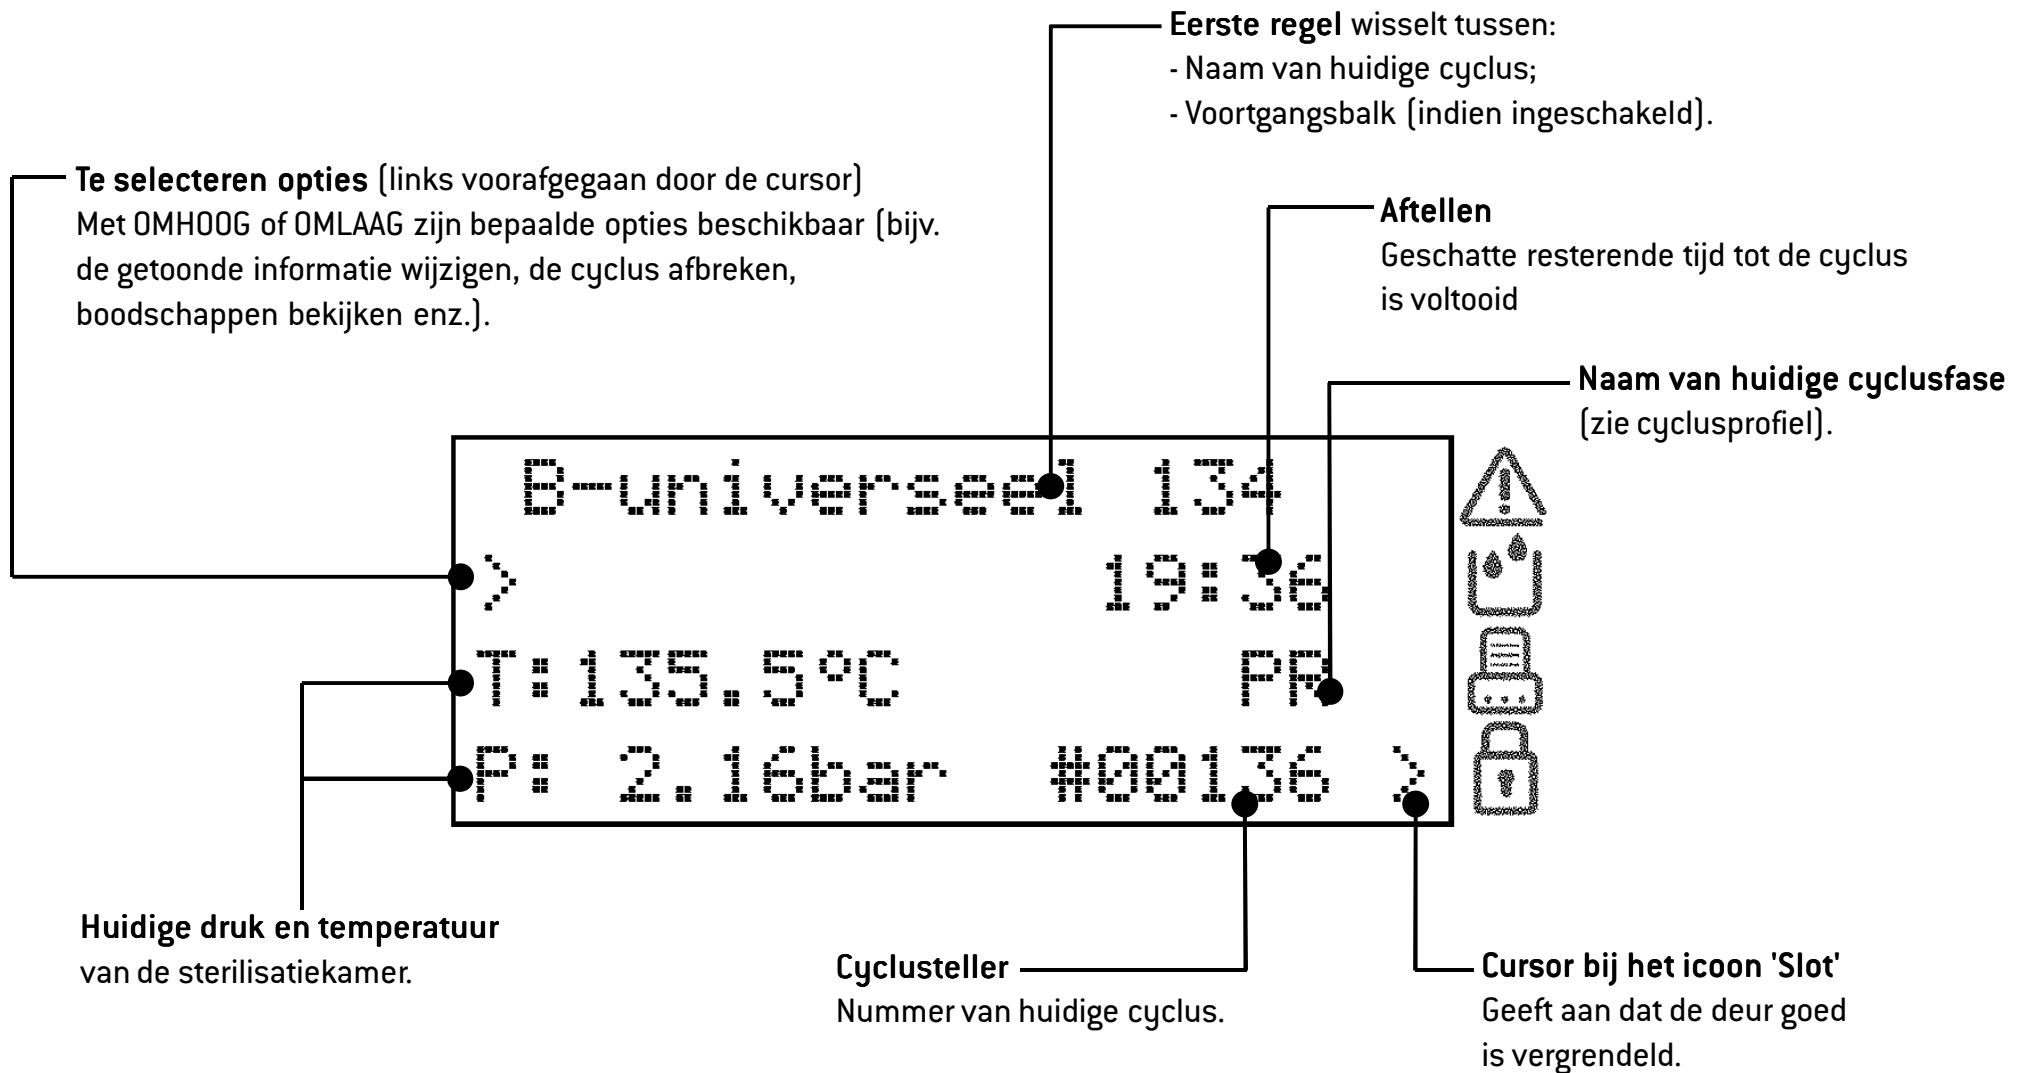 Eerste regel wisselt tussen:
- Naam van huidige cyclus;
- Voortgangsbalk (indien ingeschakeld).
Te selecteren opties (links voorafgegaan door de cursor)
Met OMHOOG of OMLAAG zijn bepaalde opties beschikbaar (bijv.
de getoonde informatie wijzigen, de cyclus afbreken,
boodschappen bekijken enz.).
Aftellen
Geschatte resterende tijd tot de cyclus
is voltooid
Naam van huidige cyclusfase
(zie cyclusprofiel).
B-universeel 134
> 19:36
T:135.5ºC PR
P: 2.16bar #00136 >
Huidige druk en temperatuur
van de sterilisatiekamer.
Cyclusteller
Nummer van huidige cyclus.
Cursor bij het icoon 'Slot'
Geeft aan dat de deur goed
is vergrendeld.